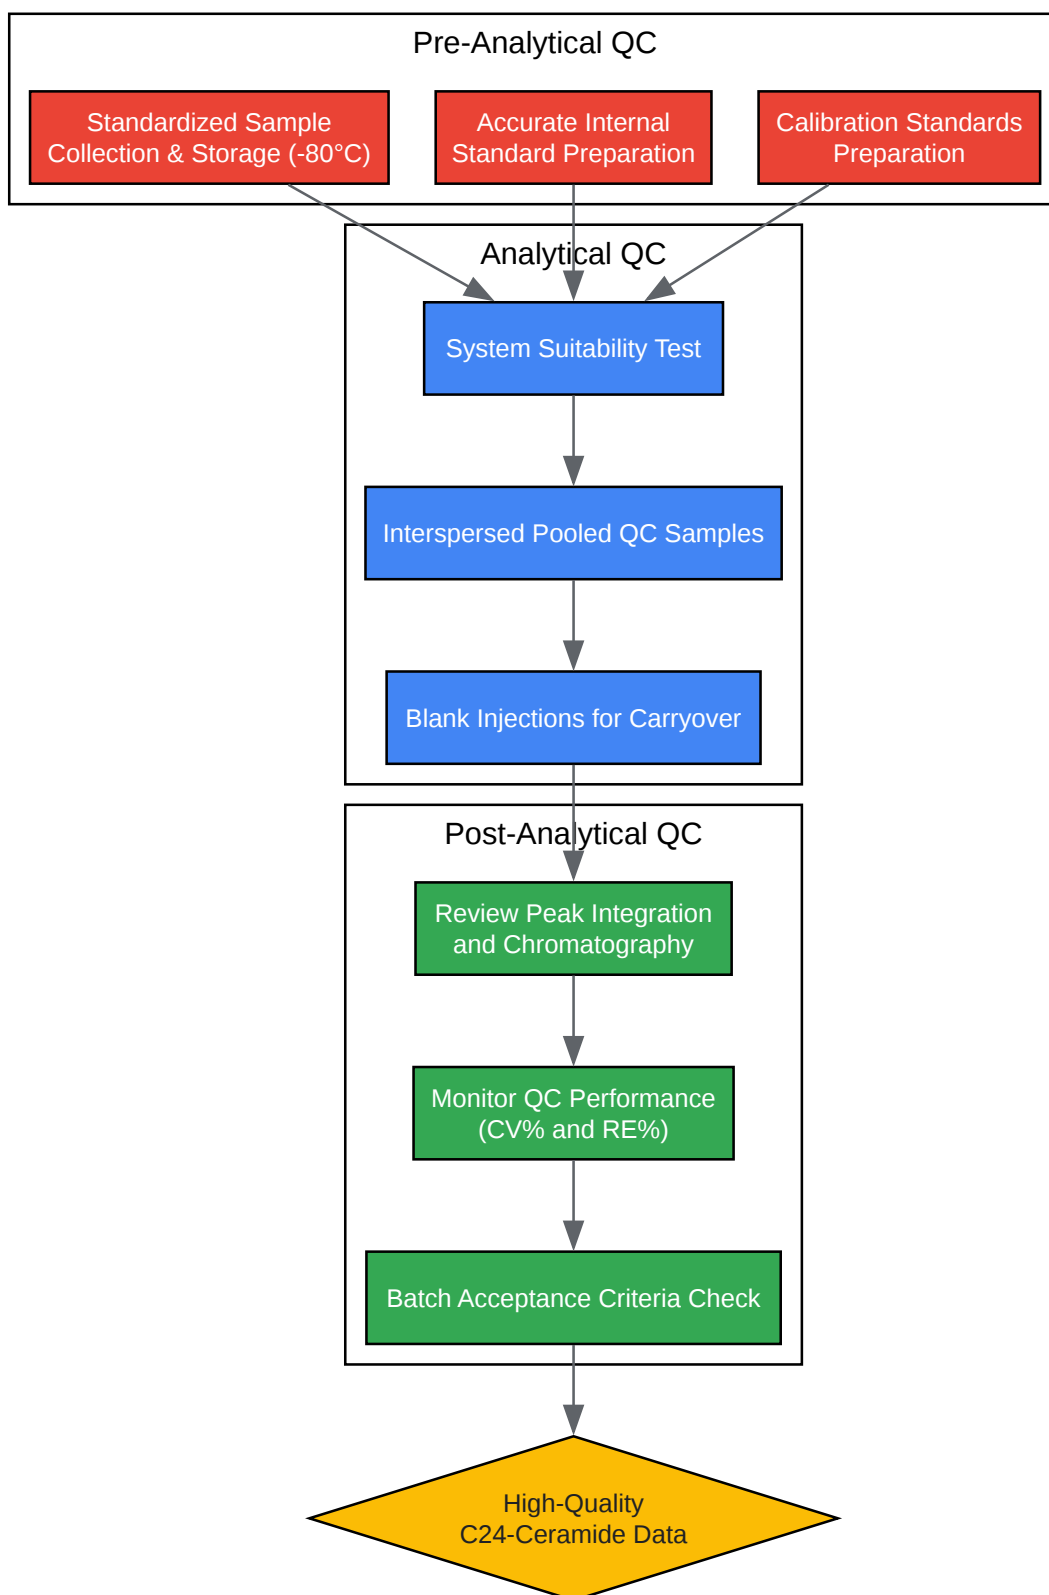 Pre-Analytical QC
Standardized Sample
Collection & Storage (-80°C)
Accurate Internal
Standard Preparation
Calibration Standards
Preparation
Analytical QC
System Suitability Test
Interspersed Pooled QC Samples
Blank Injections for Carryover
Post-Analytical QC
Review Peak Integration
and Chromatography
Monitor QC Performance
(CV% and RE%)
Batch Acceptance Criteria Check
High-Quality
C24-Ceramide Data